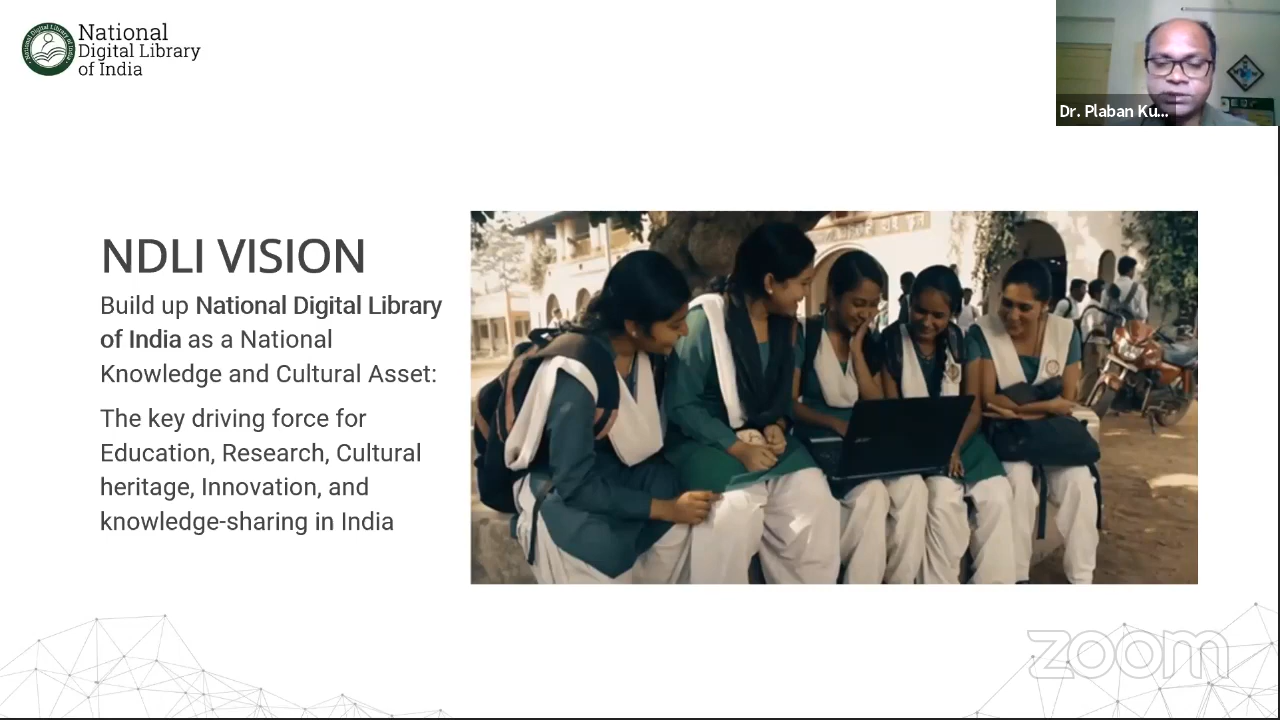 National
Digital Library
of India
Dr. Plaban Ku...
NDLI VISION
Build up National Digital Library
of India as a National
Knowledge and Cultural Asset:
The key driving force for
Education, Research, Cultural
heritage, Innovation, and
knowledge-sharing in India
zoom